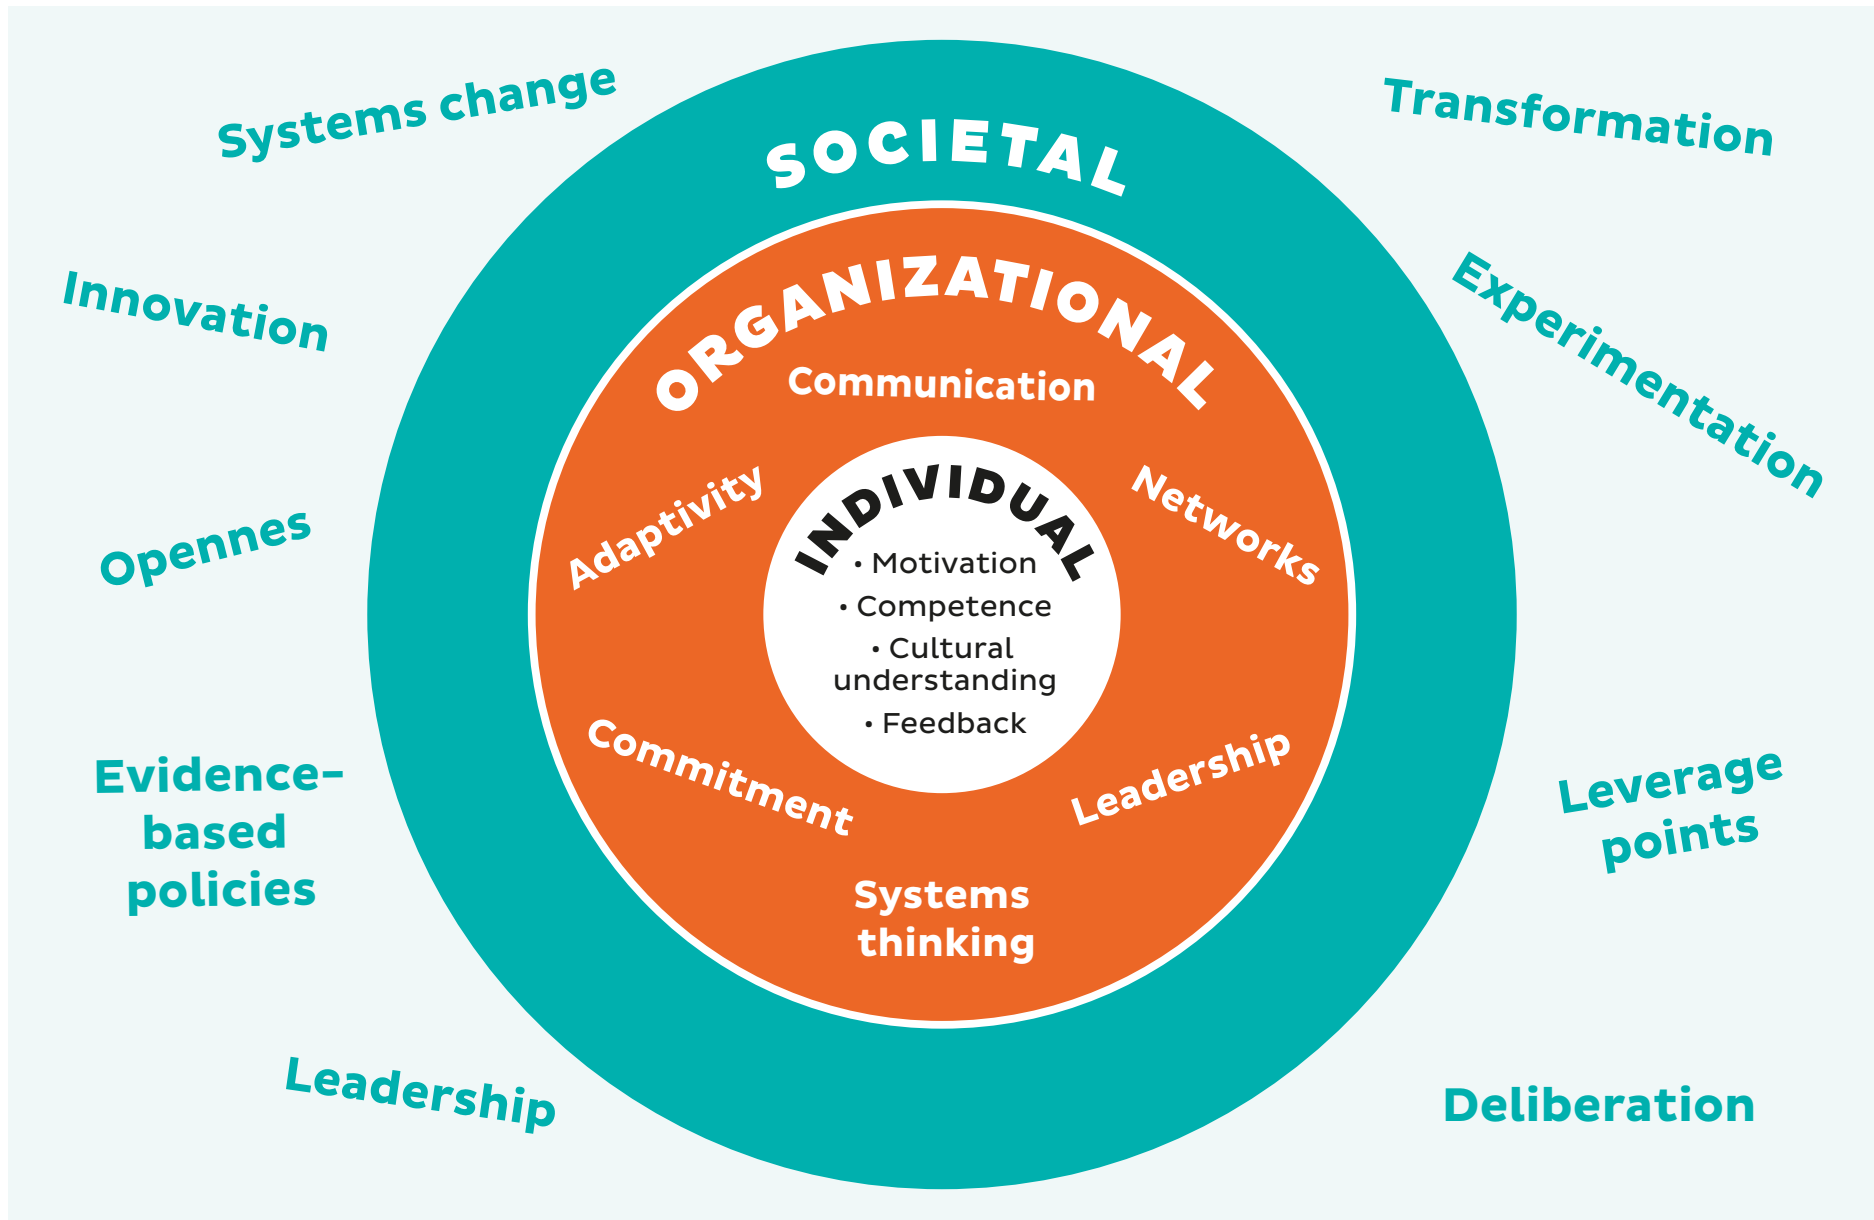 Systems change
Transformation
Innovation
Experimentation
Opennes
Evidence-
based
policies
Leverage
points
Leadership
Deliberation
SOCIETAL
ORGANIZATIONAL
Communication
Adaptivity
Networks
Commitment
Leadership
Systems
thinking
INDIVIDUAL
• Motivation
• Competence
• Cultural
understanding
• Feedback